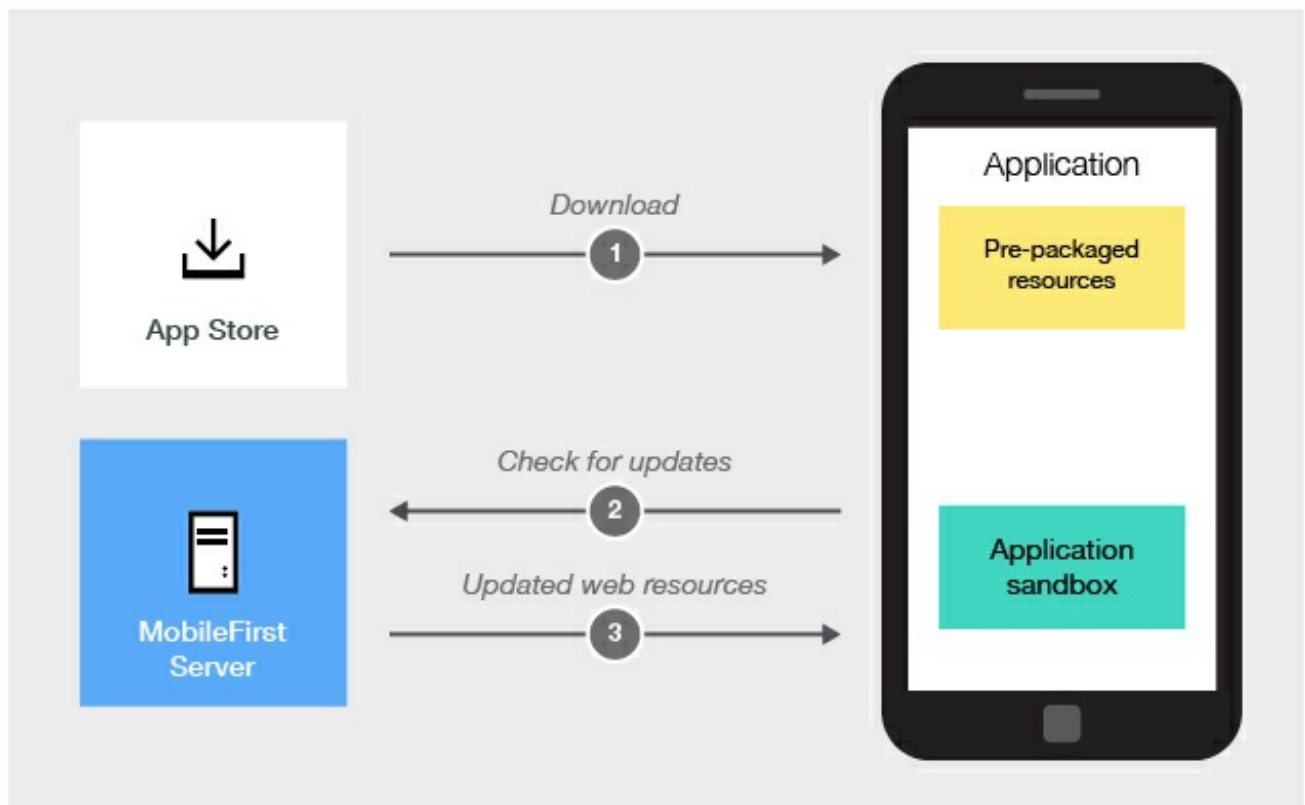 Application
Download
1
Pre-packaged
resources
App Store
Check for updates
2
Application
sandbox
Updated web resources
3
MobileFirst
Server